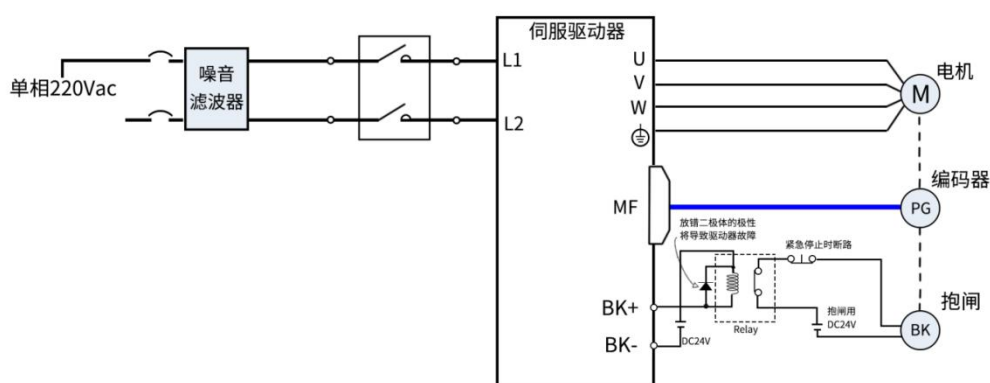 伺服驱动器
单相220Vac
噪音
滤波器
L1
L2
U
V
W
电机
M
编码器
MF
PG
放错二极体的极性
将导致驱动器故障
紧急停止时断路
BK+
BK-
DC24V
Relay
抱闸用
DC24V
抱闸
BK